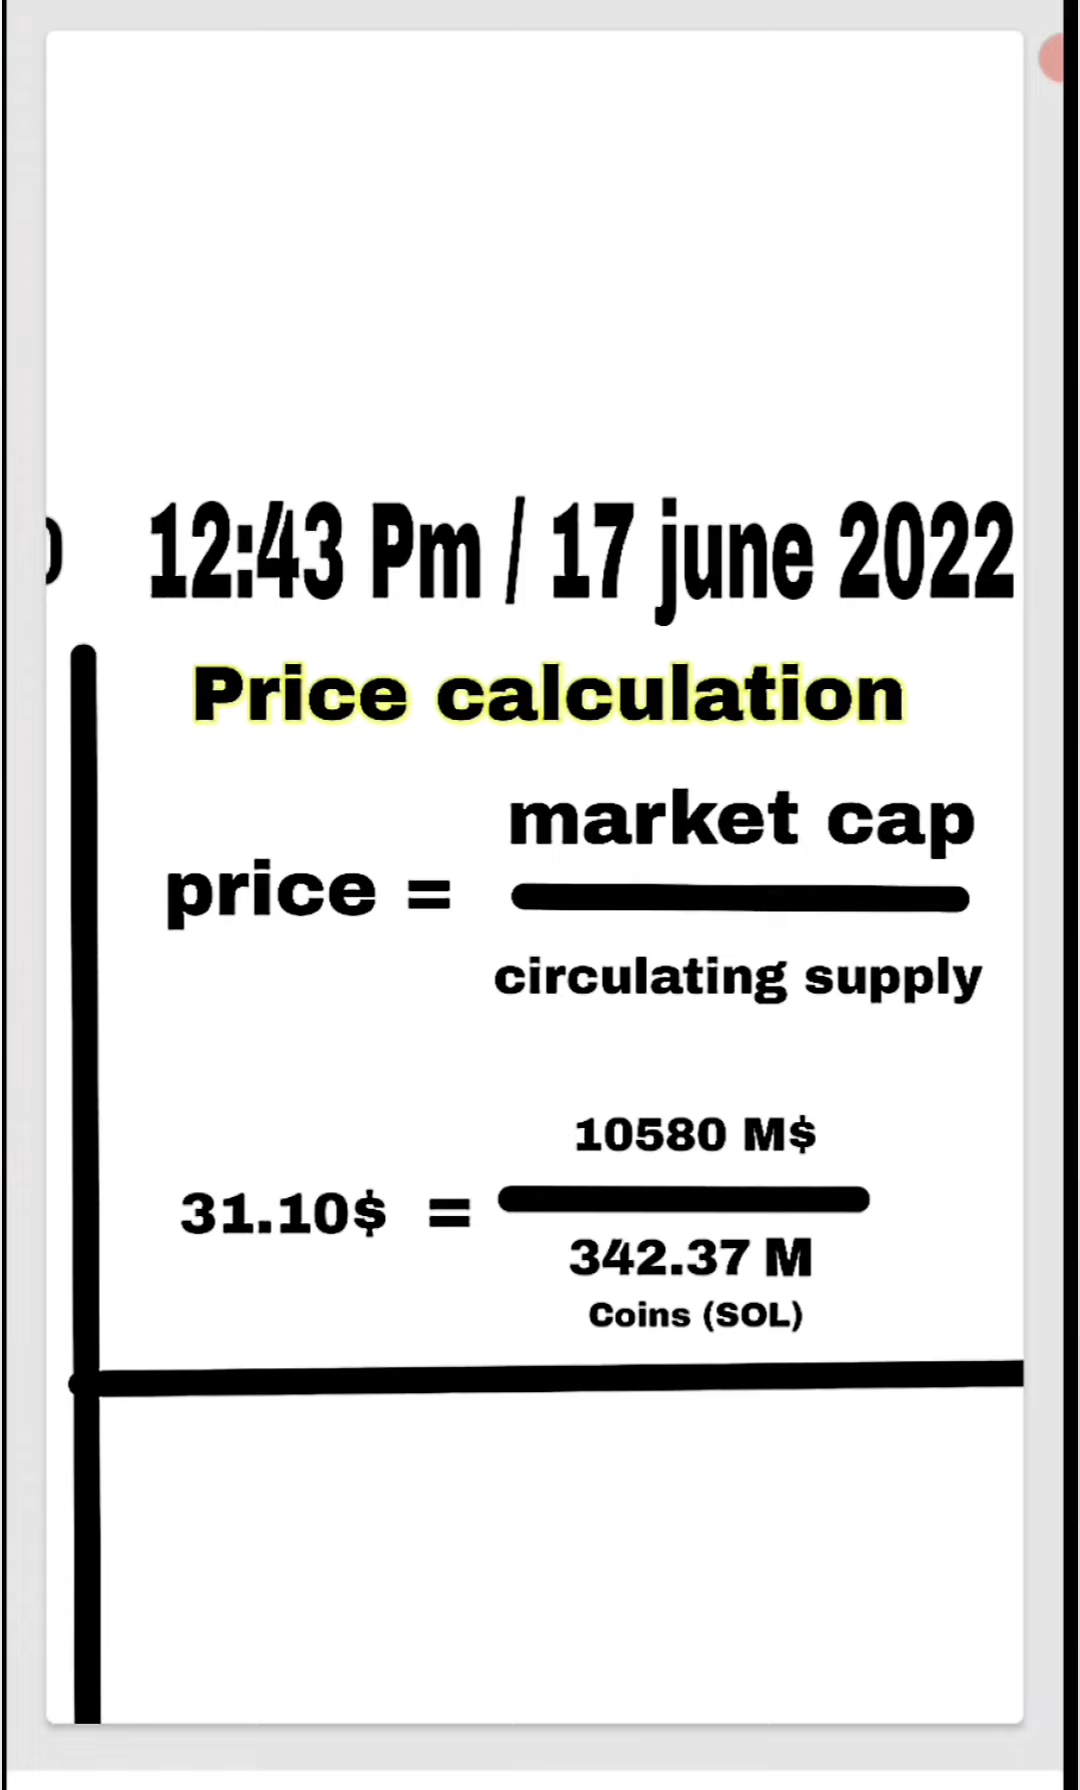 12:43 Pm / 17 june 2022
Price calculation
market cap
price =
circulating supply
10580 M$
31.10$ =
342.37 M
Coins (SOL)